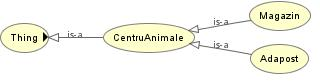 Magazin
is-a
Thing
is-a
CentruAnimale
is-a
Adapost